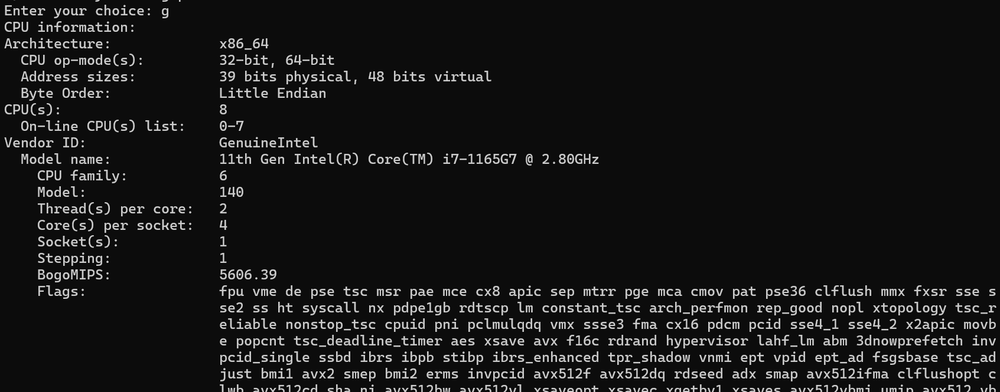 Enter your choice: g
CPU information:
Architecture:             x86_64
  CPU op-mode(s):         32-bit, 64-bit
  Address sizes:          39 bits physical, 48 bits virtual
  Byte Order:             Little Endian
CPU(s):                   8
  On-line CPU(s) list:    0-7
Vendor ID:                GenuineIntel
  Model name:             11th Gen Intel(R) Core(TM) i7-1165G7 @ 2.80GHz
    CPU family:           6
    Model:                140
    Thread(s) per core:   2
    Core(s) per socket:   4
    Socket(s):            1
    Stepping:             1
    BogoMIPS:             5606.39
    Flags:                fpu vme de pse tsc msr pae mce cx8 apic sep mtrr pge mca cmov pat pse36 clflush mmx fxsr sse s
                          se2 ss ht syscall nx pdpe1gb rdtscp lm constant_tsc arch_perfmon rep_good nopl xtopology tsc_r
                          eliable nonstop_tsc cpuid pni pclmulqdq vmx ssse3 fma cx16 pdcm pcid sse4_1 sse4_2 x2apic movb
                          e popcnt tsc_deadline_timer aes xsave avx f16c rdrand hypervisor lahf_lm abm 3dnowprefetch inv
                          pcid_single ssbd ibrs ibpb stibp ibrs_enhanced tpr_shadow vnmi ept vpid ept_ad fsgsbase tsc_ad
                          just bmi1 avx2 smep bmi2 erms invpcid avx512f avx512dq rdseed adx smap avx512ifma clflushopt c
                          lwb avx512cd sha_ni avx512bw avx512vl xsaveopt xsavec xgetbv1 xsaves avx512vbmi umip avx512_vb